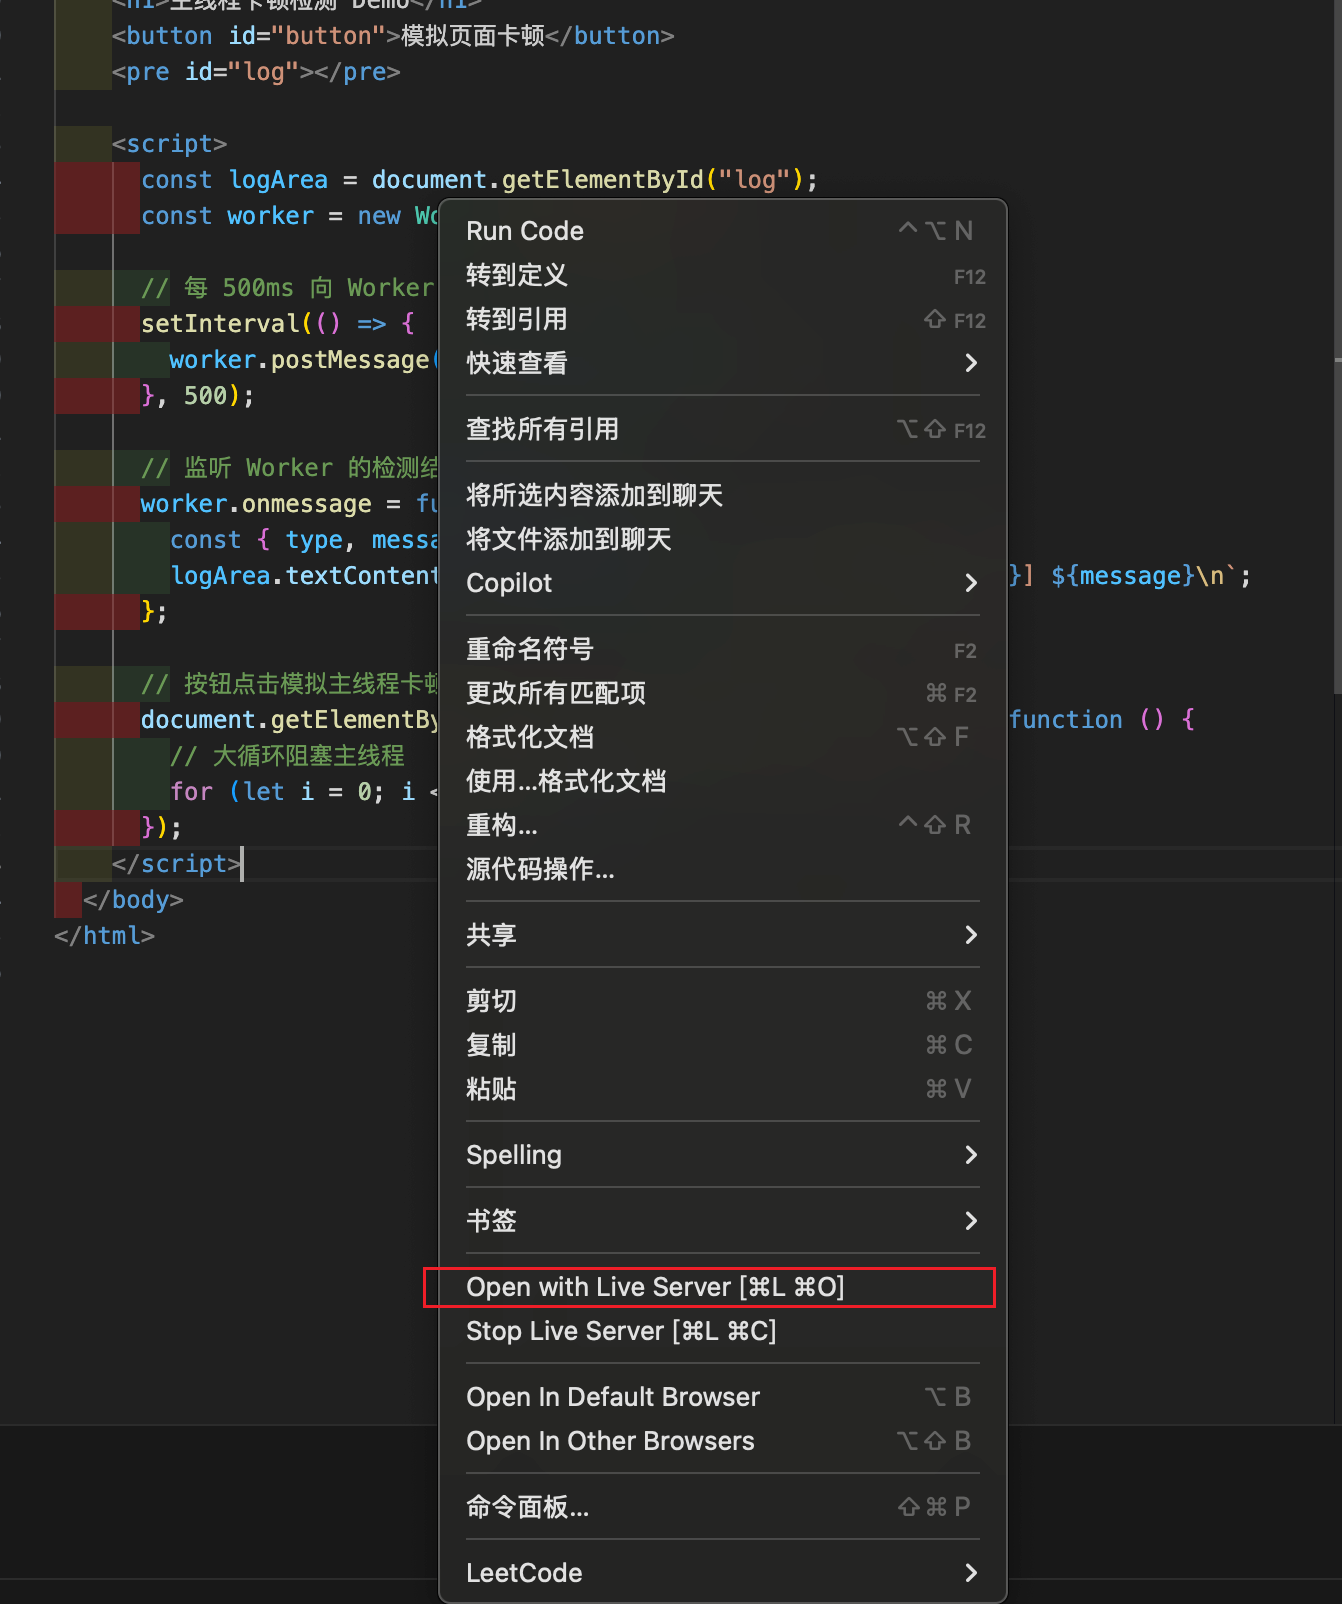 <h1>主线程卡顿检测 Demo</h1>
<button id="button">模拟页面卡顿</button>
<pre id="log"></pre>
<script>
const logArea = document.getElementById("log");
const worker = new Wo
// 每 500ms 向 Worker
setInterval(() => {
worker.postMessage(
}, 500);
// 监听 Worker 的检测结
worker.onmessage = fu
const { type, messa
logArea.textContent
}] ${message}\n`;
};
// 按钮点击模拟主线程卡顿
document.getElementBy
function () {
// 大循环阻塞主线程
for (let i = 0; i <
});
</script>
</body>
</html>
Run Code ^⌥N
转到定义 F12
转到引用 ⇧F12
快速查看 >
查找所有引用 ⌥⇧F12
将所选内容添加到聊天
将文件添加到聊天
Copilot >
重命名符号 F2
更改所有匹配项 ⌘F2
格式化文档 ⌥⇧F
使用...格式化文档
重构... ^⇧R
源代码操作...
共享 >
剪切 ⌘X
复制 ⌘C
粘贴 ⌘V
Spelling >
书签 >
Open with Live Server [⌘L ⌘O]
Stop Live Server [⌘L ⌘C]
Open In Default Browser ⌥B
Open In Other Browsers ⌥⇧B
命令面板... ⇧⌘P
LeetCode >